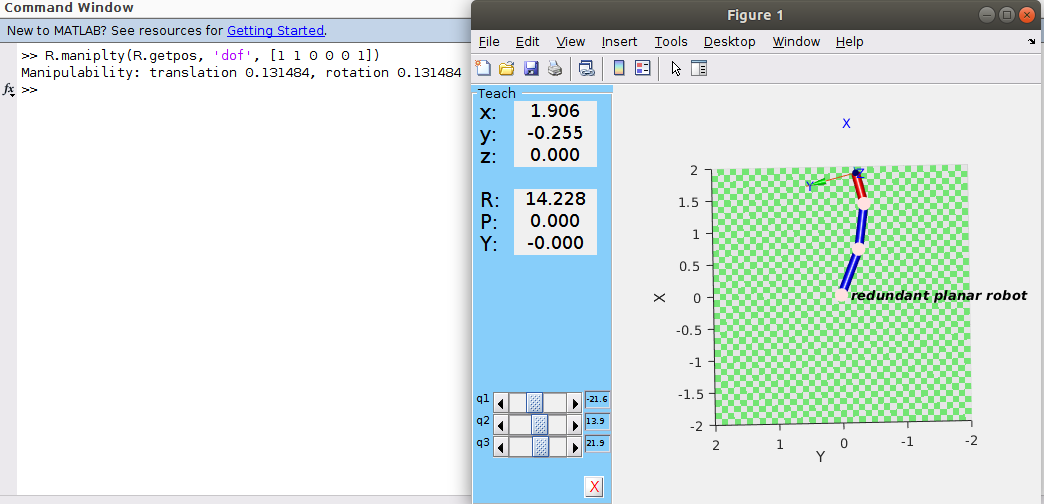 Command Window
New to MATLAB? See resources for Getting Started.
>> R.maniplty(R.getpos, 'dof', [1 1 0 0 0 1])
Manipulability: translation 0.131484, rotation 0.131484
fx >>
Figure 1
File Edit View Insert Tools Desktop Window Help
Teach
x: 1.906
y: -0.255
z: 0.000
R: 14.228
P: 0.000
Y: -0.000
q1 -21.6
q2 13.9
q3 21.9
X
X
Y
Z
2
1.5
1
0.5
0
-0.5
-1
-1.5
-2
X
redundant planar robot
2 1 0 -1 -2
Y